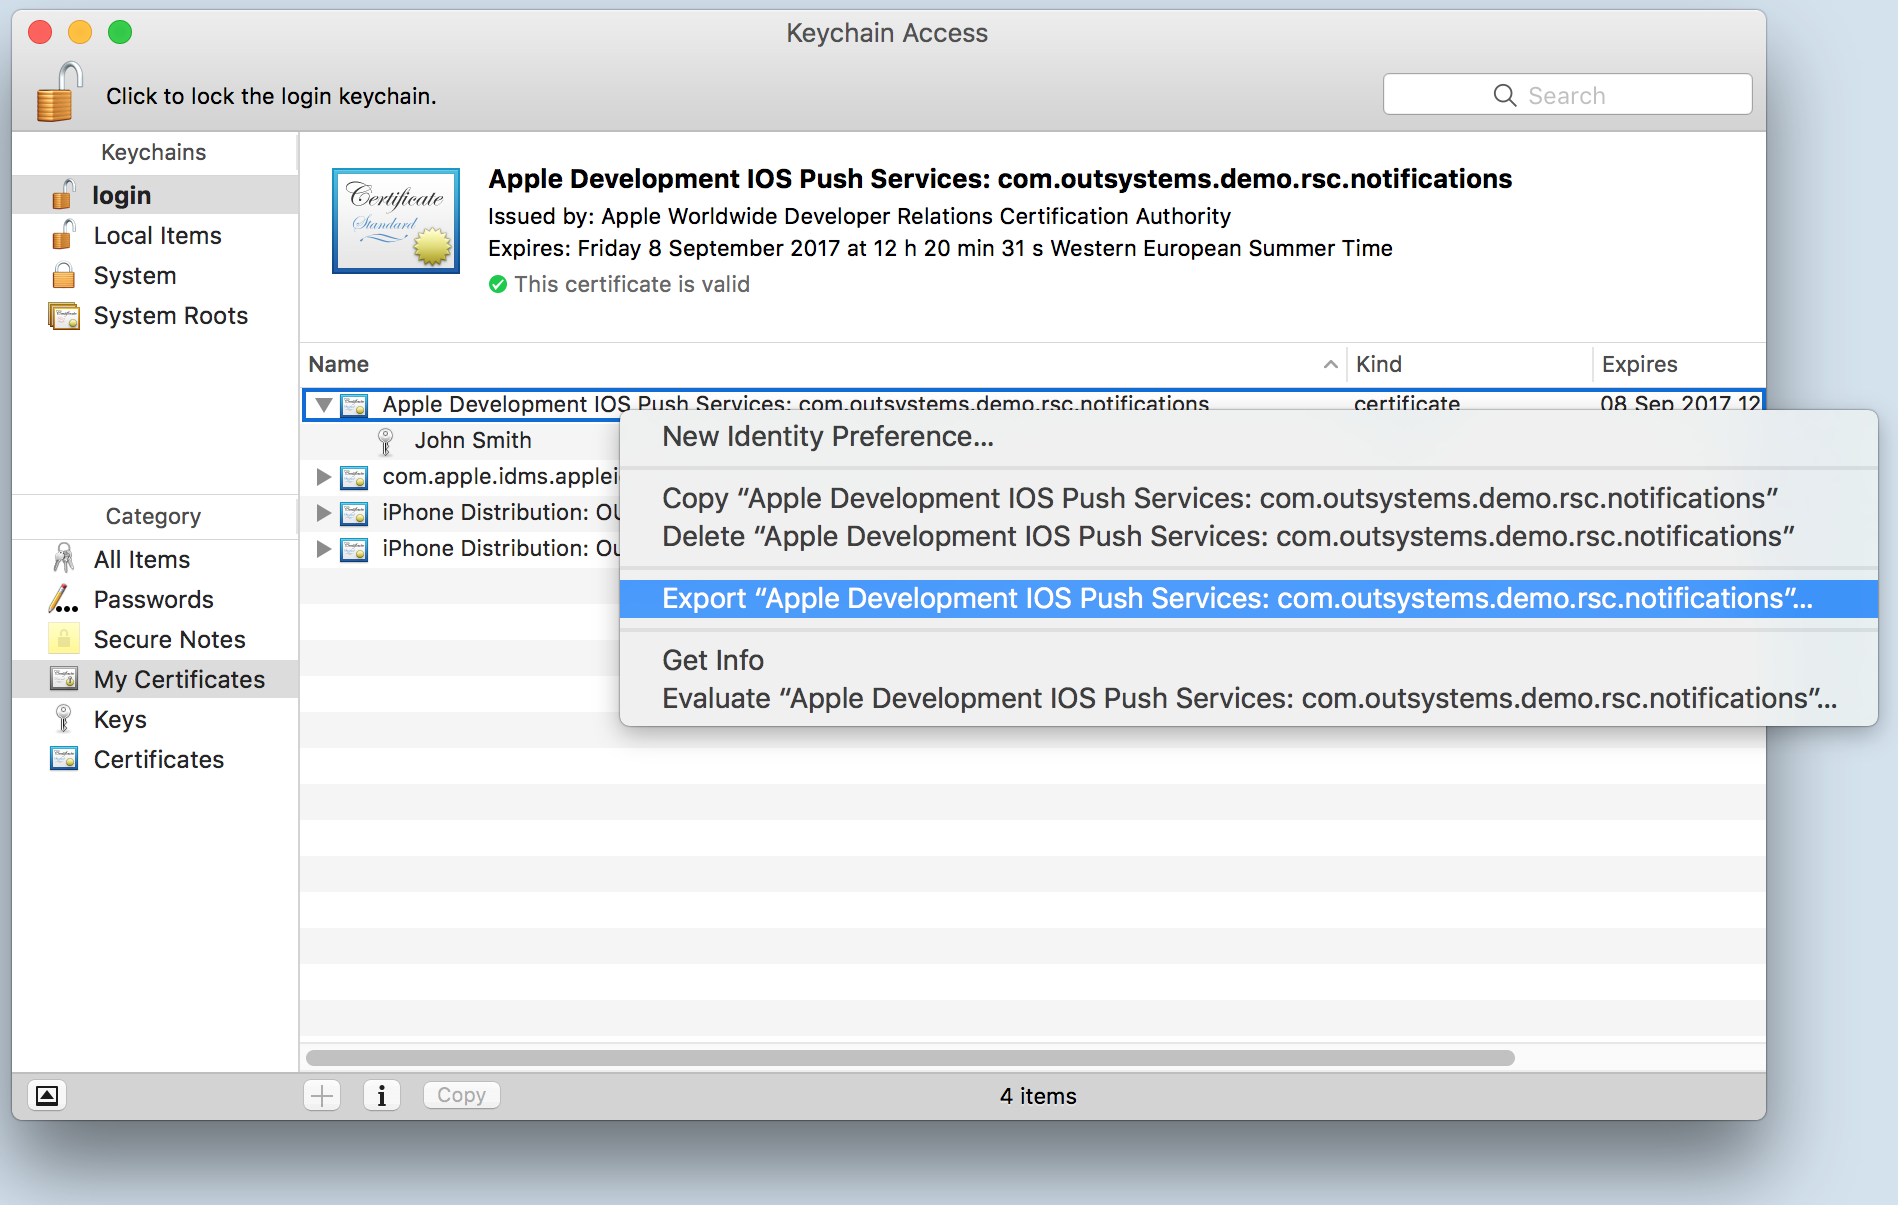 Keychain Access
Click to lock the login keychain.
Search
Keychains
login
Local Items
System
System Roots
Category
All Items
Passwords
Secure Notes
My Certificates
Keys
Certificates
Certificate
Standard
Apple Development IOS Push Services: com.outsystems.demo.rsc.notifications
Issued by: Apple Worldwide Developer Relations Certification Authority
Expires: Friday 8 September 2017 at 12 h 20 min 31 s Western European Summer Time
This certificate is valid
Name Kind Expires
Apple Development IOS Push Services: com.outsystems.demo.rsc.notifications certificate 08 Sep 2017 12
John Smith
com.apple.idms.applei
iPhone Distribution: OU
iPhone Distribution: Ou
New Identity Preference...
Copy “Apple Development IOS Push Services: com.outsystems.demo.rsc.notifications”
Delete “Apple Development IOS Push Services: com.outsystems.demo.rsc.notifications”
Export “Apple Development IOS Push Services: com.outsystems.demo.rsc.notifications”...
Get Info
Evaluate “Apple Development IOS Push Services: com.outsystems.demo.rsc.notifications”...
Copy
4 items